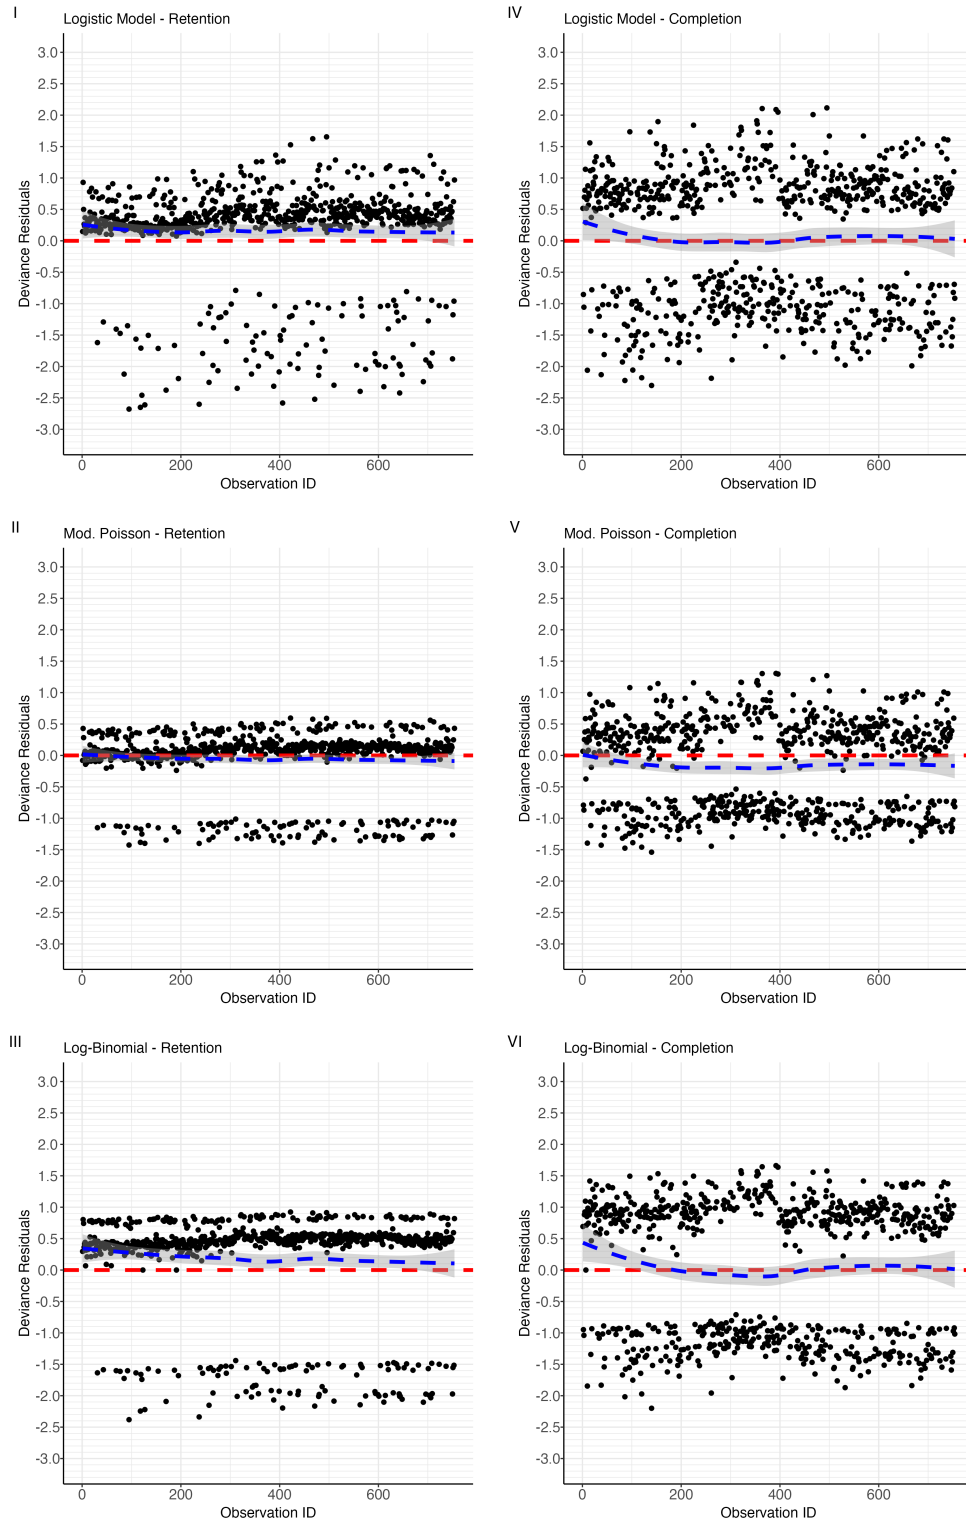 I
Logistic Model - Retention
3.0
2.5
2.0
1.5
1.0
0.5
0.0
-0.5
-1.0
-1.5
-2.0
-2.5
-3.0
Deviance Residuals
0 200 400 600
Observation ID
IV
Logistic Model - Completion
3.0
2.5
2.0
1.5
1.0
0.5
0.0
-0.5
-1.0
-1.5
-2.0
-2.5
-3.0
Deviance Residuals
0 200 400 600
Observation ID
II
Mod. Poisson - Retention
3.0
2.5
2.0
1.5
1.0
0.5
0.0
-0.5
-1.0
-1.5
-2.0
-2.5
-3.0
Deviance Residuals
0 200 400 600
Observation ID
V
Mod. Poisson - Completion
3.0
2.5
2.0
1.5
1.0
0.5
0.0
-0.5
-1.0
-1.5
-2.0
-2.5
-3.0
Deviance Residuals
0 200 400 600
Observation ID
III
Log-Binomial - Retention
3.0
2.5
2.0
1.5
1.0
0.5
0.0
-0.5
-1.0
-1.5
-2.0
-2.5
-3.0
Deviance Residuals
0 200 400 600
Observation ID
VI
Log-Binomial - Completion
3.0
2.5
2.0
1.5
1.0
0.5
0.0
-0.5
-1.0
-1.5
-2.0
-2.5
-3.0
Deviance Residuals
0 200 400 600
Observation ID